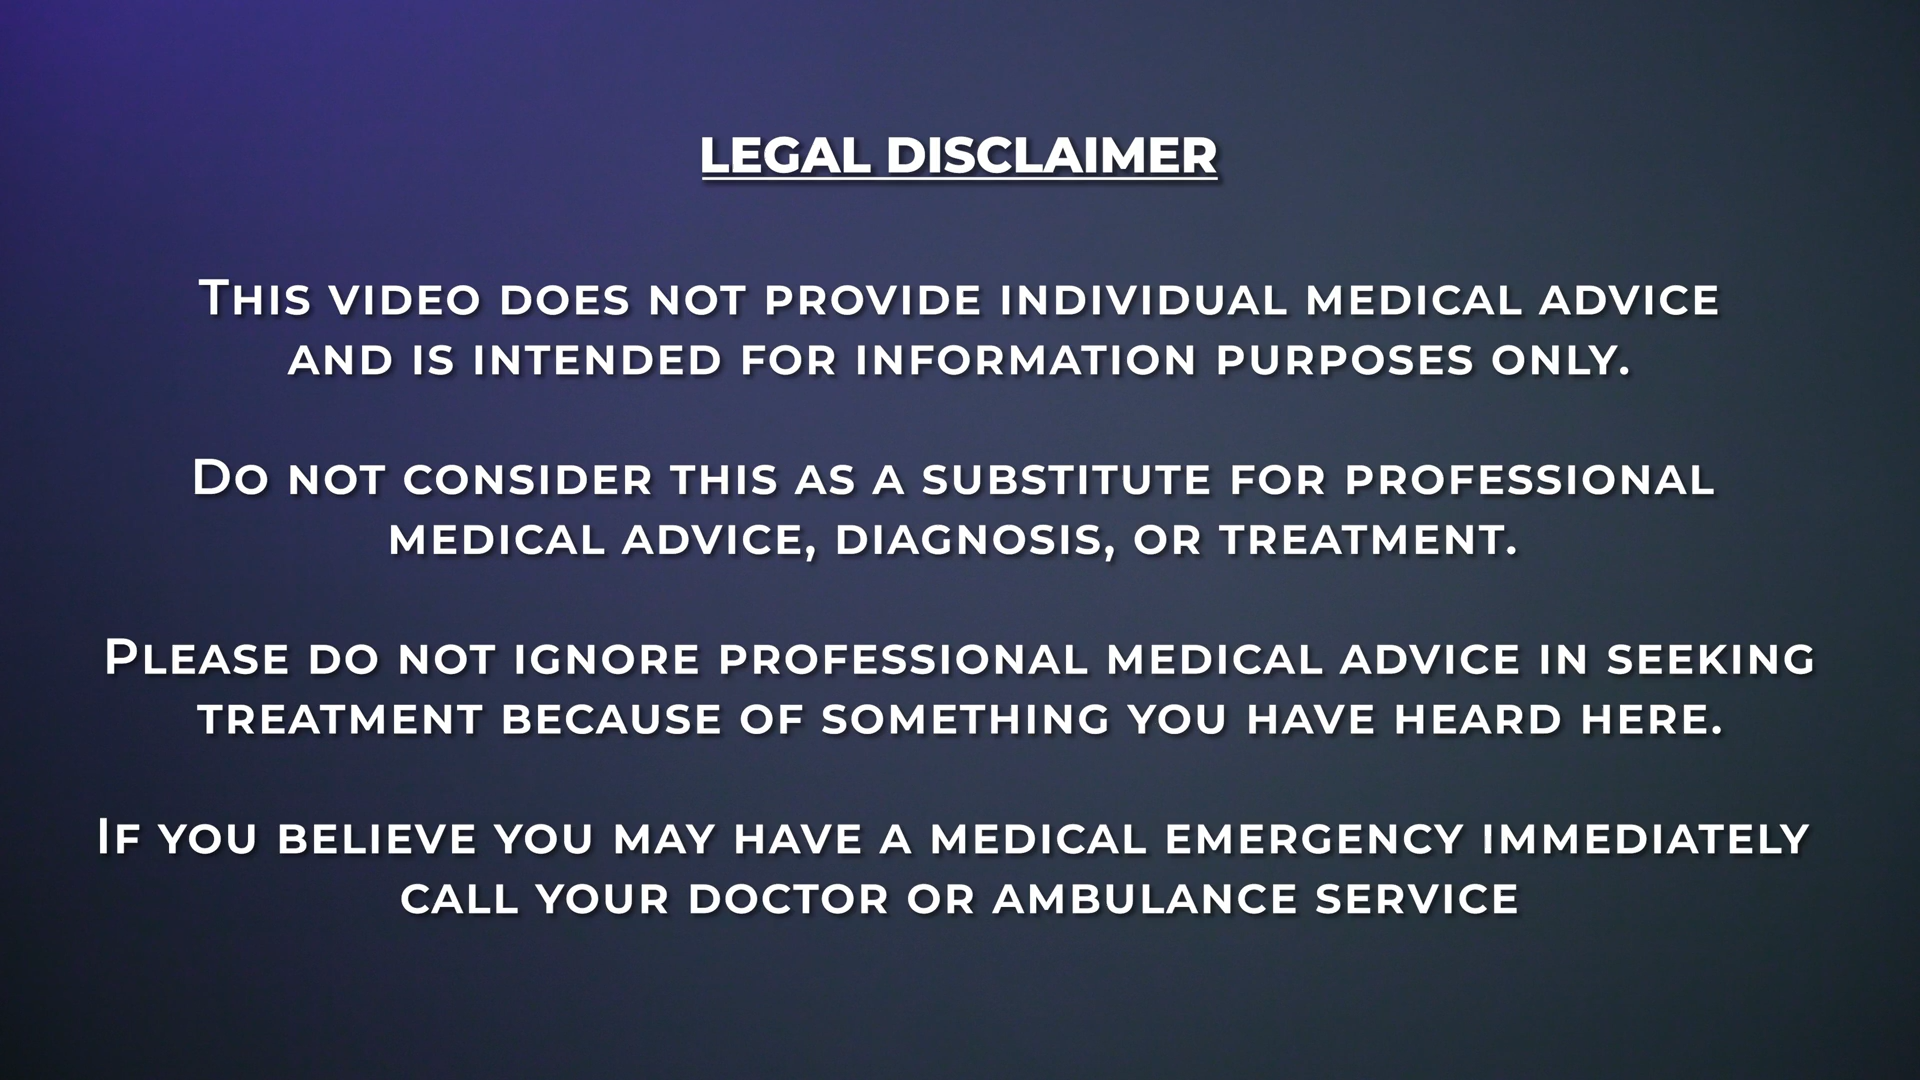 LEGAL DISCLAIMER
This video does not provide individual medical advice
and is intended for information purposes only.
Do not consider this as a substitute for professional
medical advice, diagnosis, or treatment.
Please do not ignore professional medical advice in seeking
treatment because of something you have heard here.
If you believe you may have a medical emergency immediately
call your doctor or ambulance service